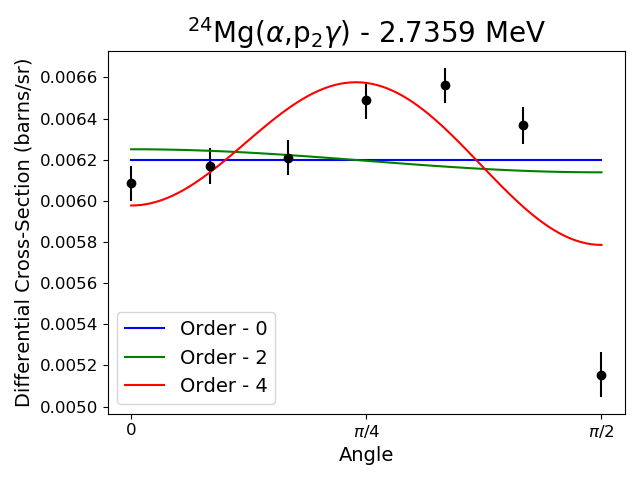 ²⁴Mg(α,p₂γ) - 2.7359 MeV
Differential Cross-Section (barns/sr)
0.0066
0.0064
0.0062
0.0060
0.0058
0.0056
0.0054
0.0052
0.0050
Order - 0
Order - 2
Order - 4
0
π/4
π/2
Angle